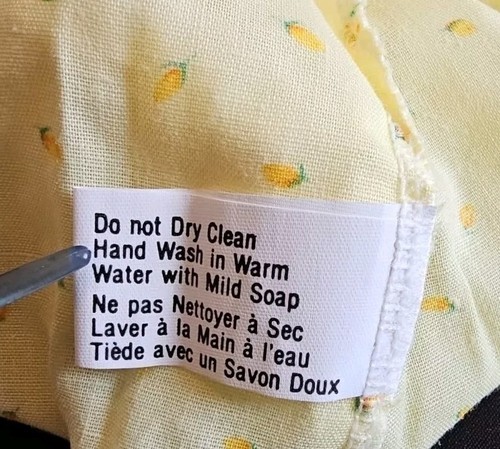 Do not Dry Clean
Hand Wash in Warm
Water with Mild Soap
Ne pas Nettoyer à Sec
Laver à la Main à l'eau
Tiède avec un Savon Doux